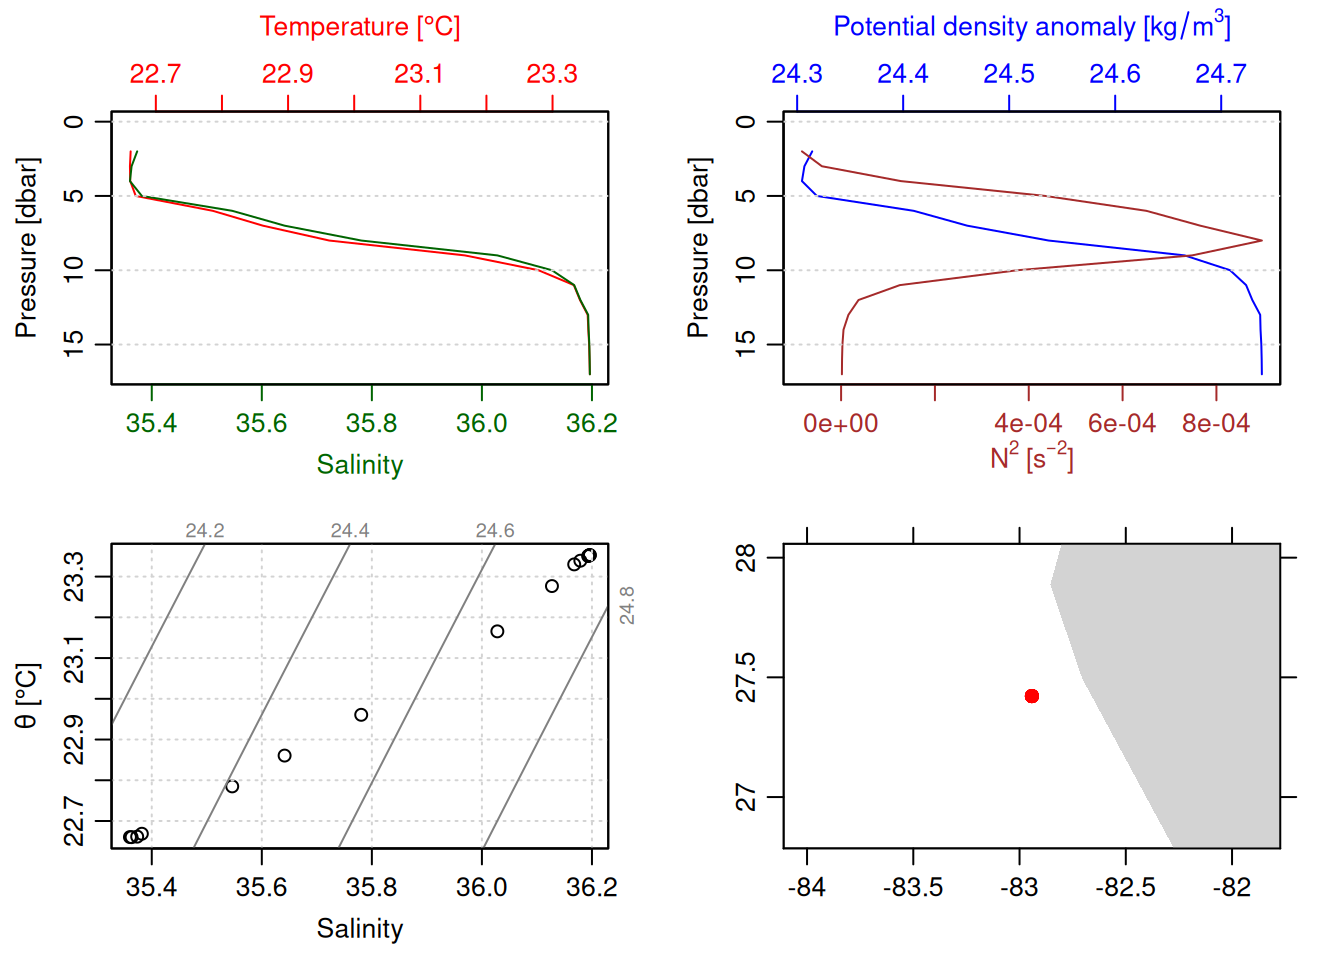 Temperature [°C]
22.7 22.9 23.1 23.3
Pressure [dbar]
0 5 10 15
35.4 35.6 35.8 36.0 36.2
Salinity
Potential density anomaly [kg/m³]
24.3 24.4 24.5 24.6 24.7
Pressure [dbar]
0 5 10 15
0e+00 4e-04 6e-04 8e-04
N² [s⁻²]
24.2 24.4 24.6
24.8
θ [°C]
23.3 23.1 22.9 22.7
35.4 35.6 35.8 36.0 36.2
Salinity
28 27.5 27
-84 -83.5 -83 -82.5 -82